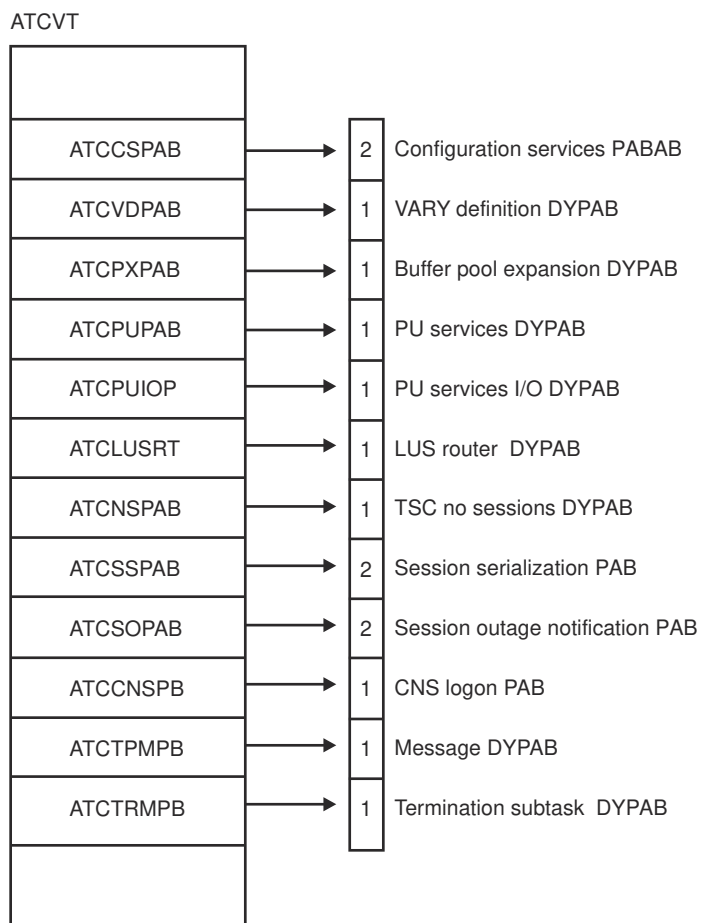 ATCVT
ATCCSPAB 2 Configuration services PABAB
ATCVDPAB 1 VARY definition DYPAB
ATCPXPAB 1 Buffer pool expansion DYPAB
ATCPUPAB 1 PU services DYPAB
ATCPUIOP 1 PU services I/O DYPAB
ATCLUSRT 1 LUS router DYPAB
ATCNSPAB 1 TSC no sessions DYPAB
ATCSSPAB 2 Session serialization PAB
ATCSOPAB 2 Session outage notification PAB
ATCCNSPB 1 CNS logon PAB
ATCTPMPB 1 Message DYPAB
ATCTRMPB 1 Termination subtask DYPAB